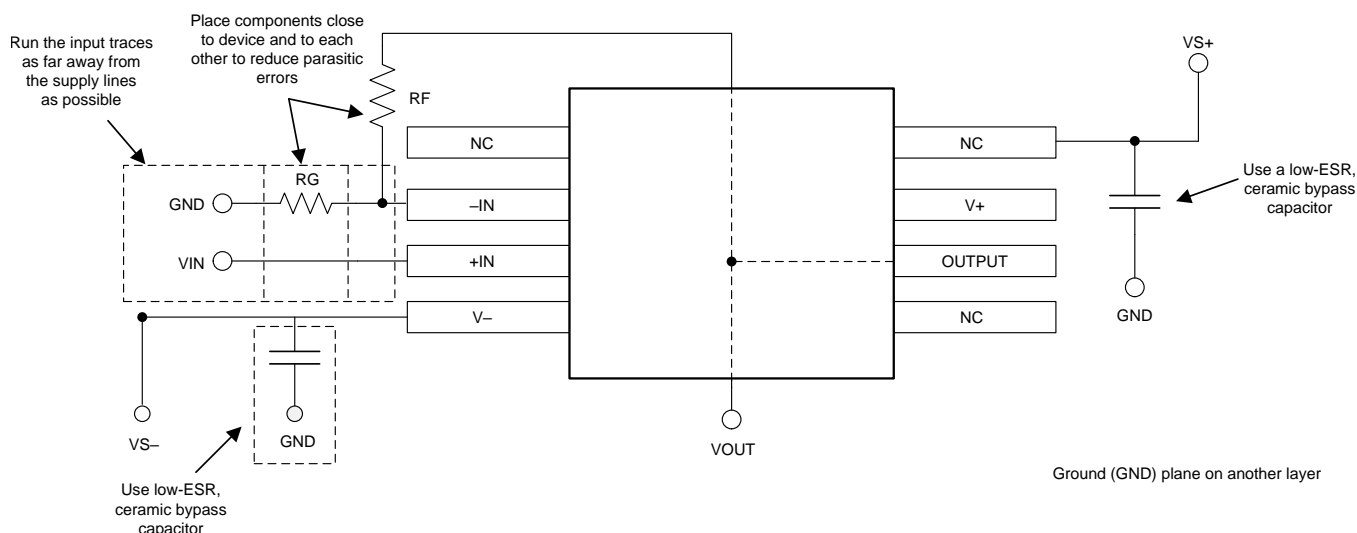 Place components close
to device and to each
other to reduce parasitic
errors
Run the input traces
as far away from
the supply lines
as possible
VS+
RF
NC
NC
Use a low-ESR,
ceramic bypass
capacitor
RG
GND
–IN
V+
VIN
+IN
OUTPUT
V–
NC
GND
VS–
GND
VOUT
Ground (GND) plane on another layer
Use low-ESR,
ceramic bypass
capacitor